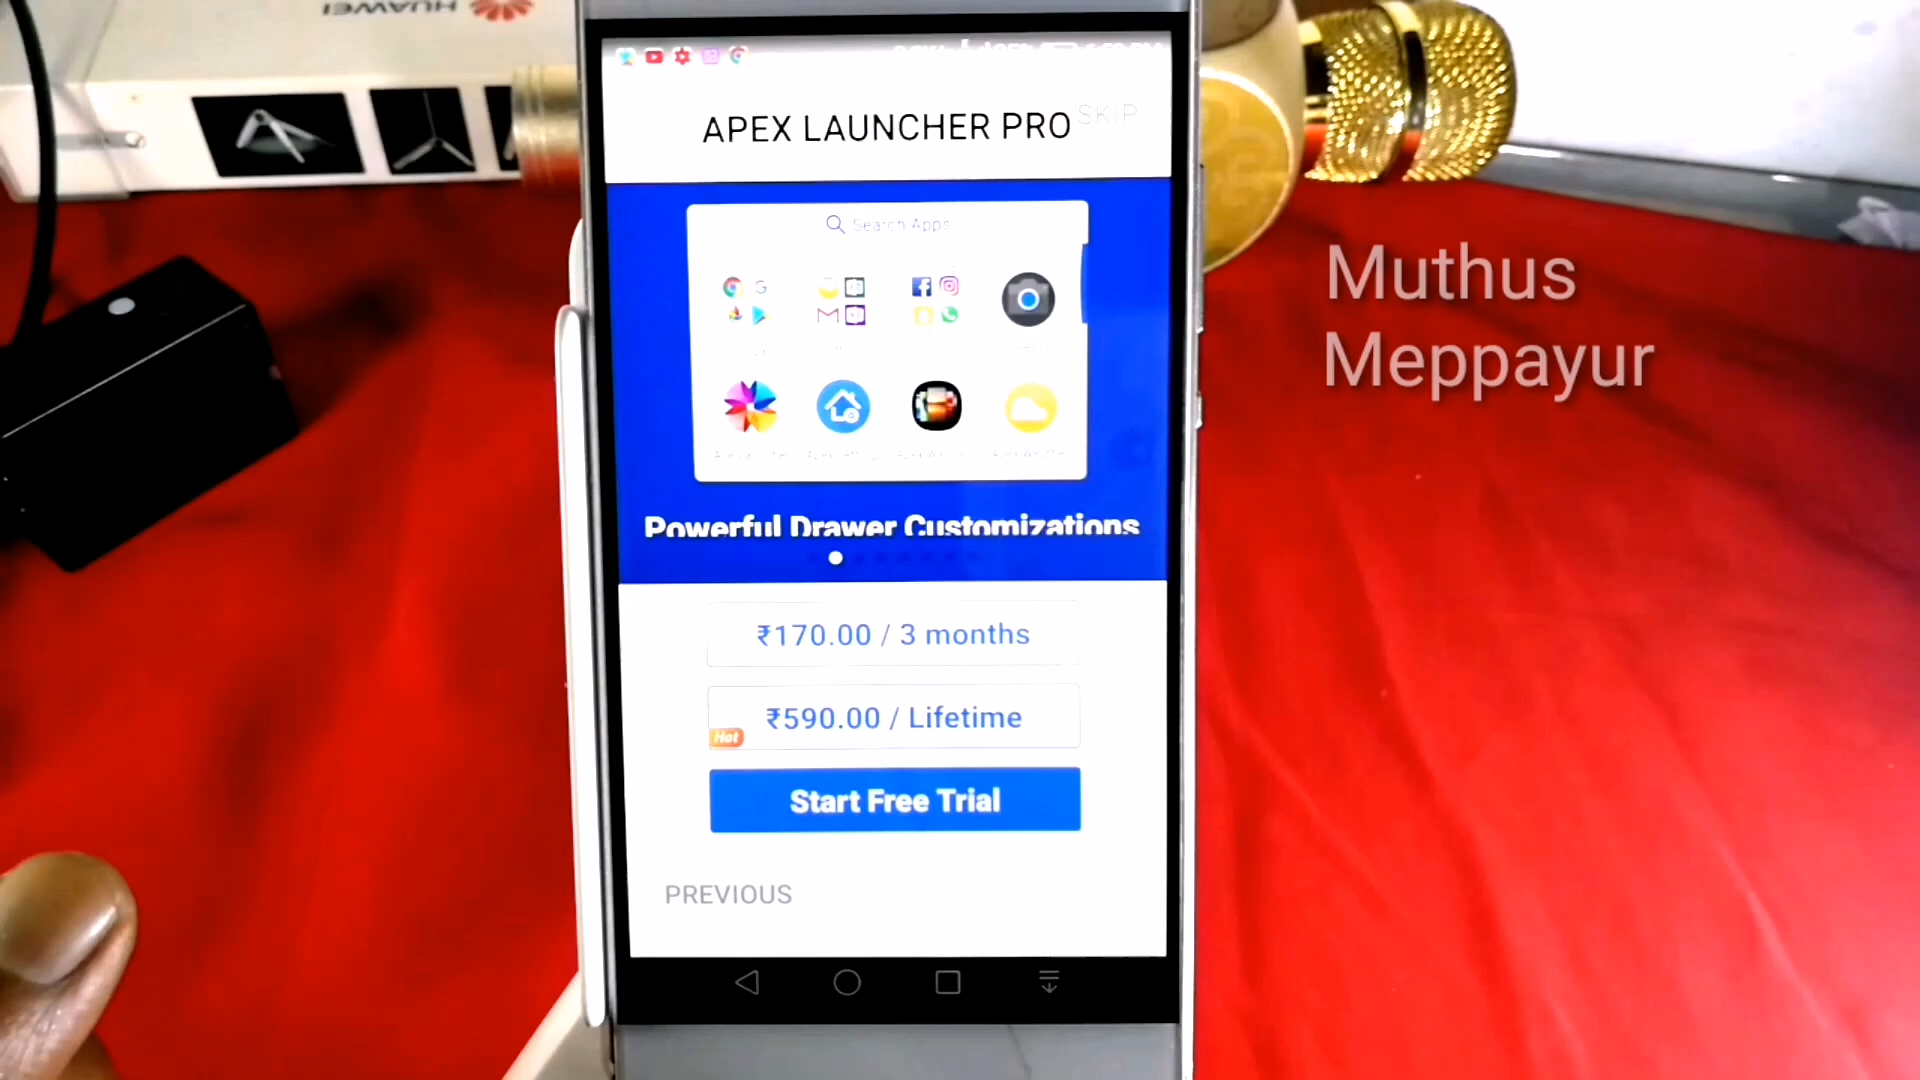 HUAWEI
APEX LAUNCHER PRO
SKIP
Search Apps
Powerful Drawer Customizations
₹170.00 / 3 months
₹590.00 / Lifetime
Hot
Start Free Trial
PREVIOUS
Muthus
Meppayur